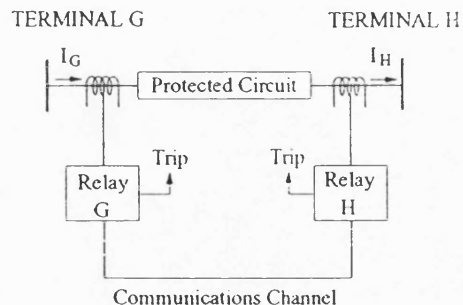 TERMINAL G
TERMINAL H
I_G
I_H
Protected Circuit
Trip
Trip
Relay
G
Relay
H
Communications Channel